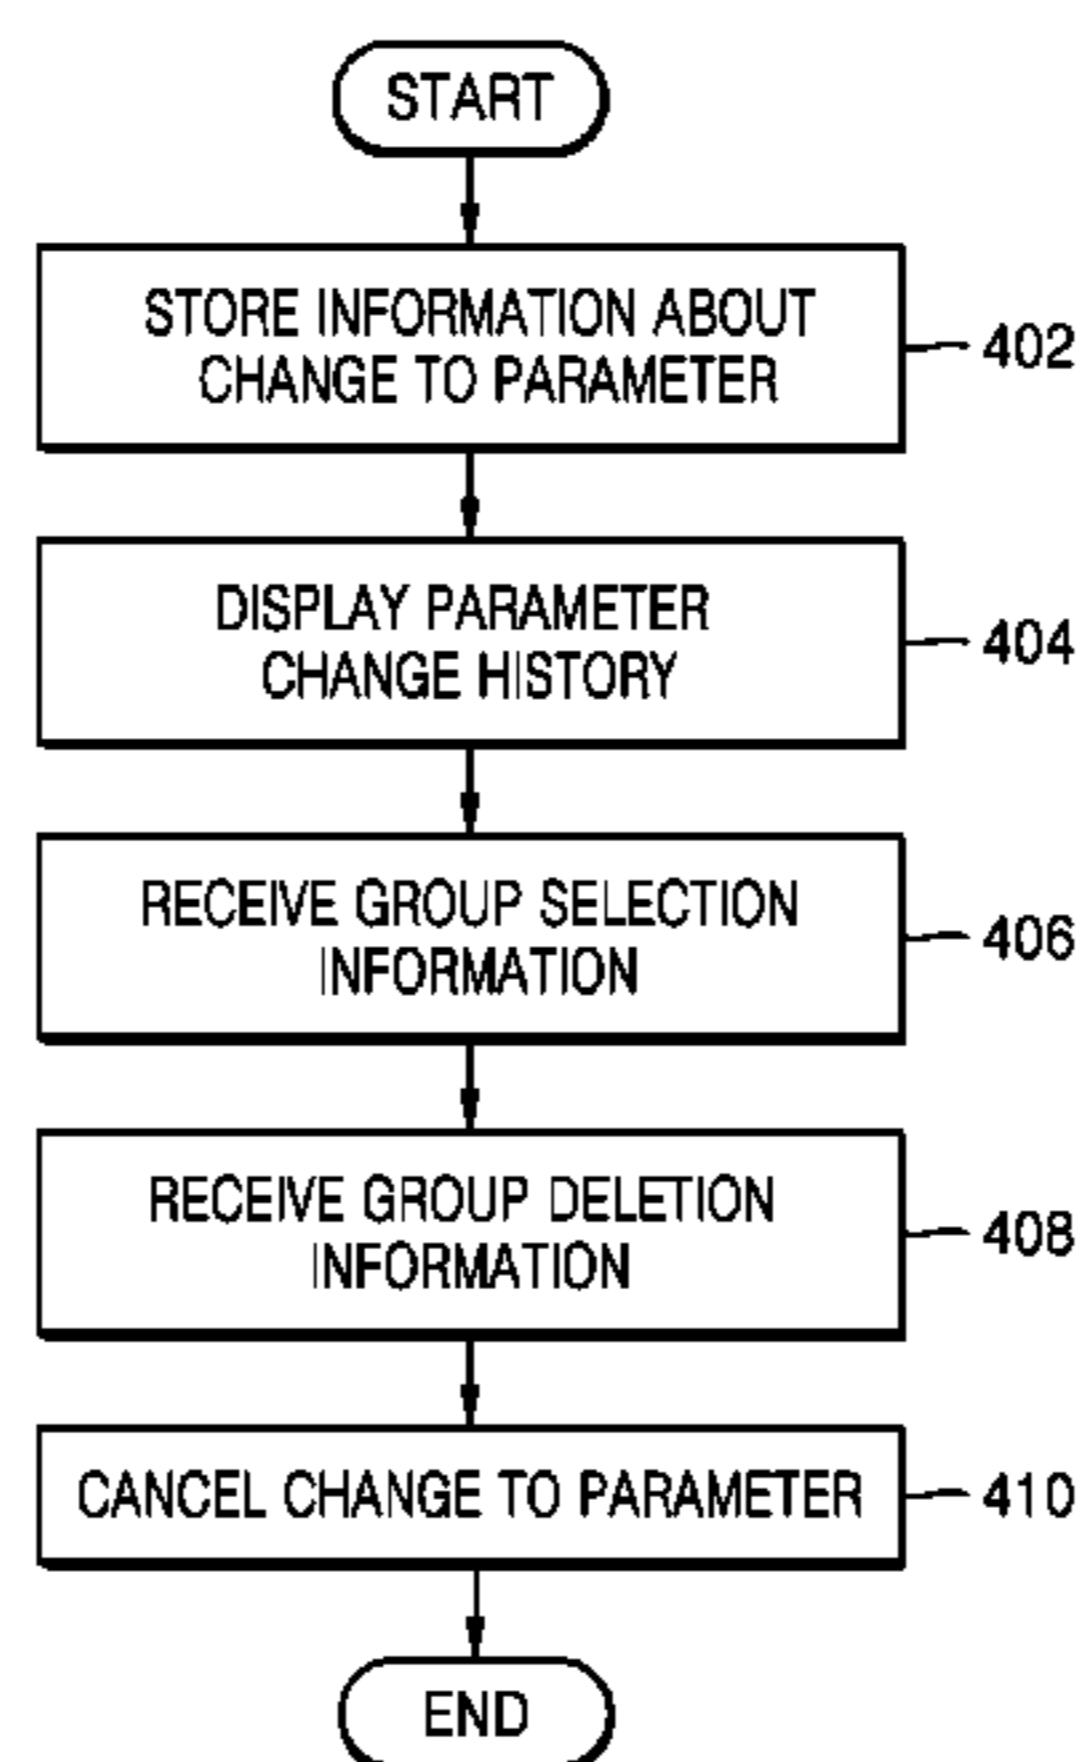 START
STORE INFORMATION ABOUT
CHANGE TO PARAMETER
402
DISPLAY PARAMETER
CHANGE HISTORY
404
RECEIVE GROUP SELECTION
INFORMATION
406
RECEIVE GROUP DELETION
INFORMATION
408
CANCEL CHANGE TO PARAMETER
410
END